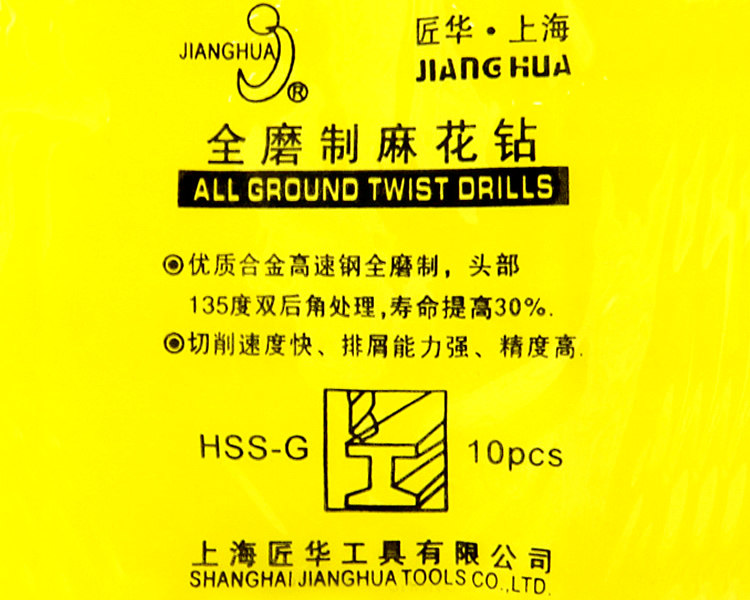 JIANGHUA
®
匠华·上海
JIANG HUA
全磨制麻花钻
ALL GROUND TWIST DRILLS
◉优质合金高速钢全磨制，头部
135度双后角处理,寿命提高30%.
◉切削速度快、排屑能力强、精度高.
HSS-G
10pcs
上海匠华工具有限公司
SHANGHAI JIANGHUA TOOLS CO.,LTD.